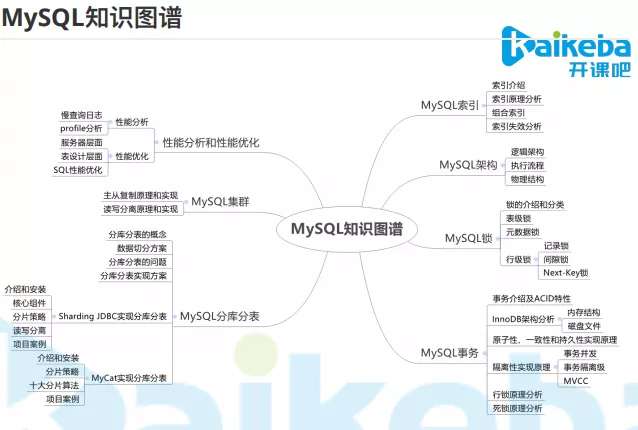 MySQL知识图谱
kaikeba
开课吧
MySQL知识图谱
MySQL索引
索引介绍
索引原理分析
组合索引
索引失效分析
MySQL架构
逻辑架构
执行流程
物理结构
MySQL锁
锁的介绍和分类
表级锁
元数据锁
行级锁
记录锁
间隙锁
Next-Key锁
MySQL事务
事务介绍及ACID特性
InnoDB架构分析
内存结构
磁盘文件
原子性、一致性和持久性实现原理
隔离性实现原理
事务并发
事务隔离级
MVCC
行锁原理分析
死锁原理分析
性能分析和性能优化
性能分析
慢查询日志
profile分析
性能优化
服务器层面
表设计层面
SQL性能优化
MySQL集群
主从复制原理和实现
读写分离原理和实现
MySQL分库分表
分库分表的概念
数据切分方案
分库分表的问题
分库分表实现方案
Sharding JDBC实现分库分表
介绍和安装
核心组件
分片策略
读写分离
项目案例
MyCat实现分库分表
介绍和安装
分片策略
十大分片算法
项目案例
aikeba